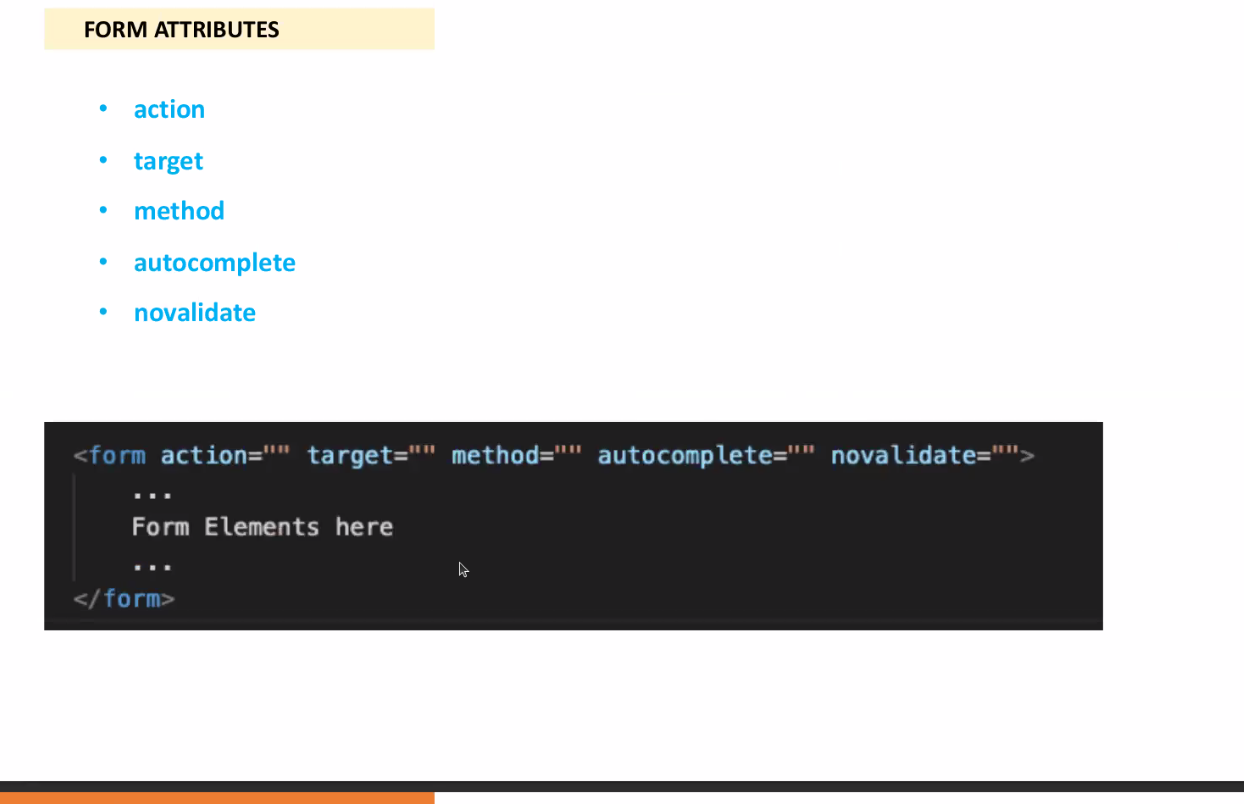 FORM ATTRIBUTES
• action
• target
• method
• autocomplete
• novalidate
<form action="" target="" method="" autocomplete="" novalidate="">
...
Form Elements here
...
</form>